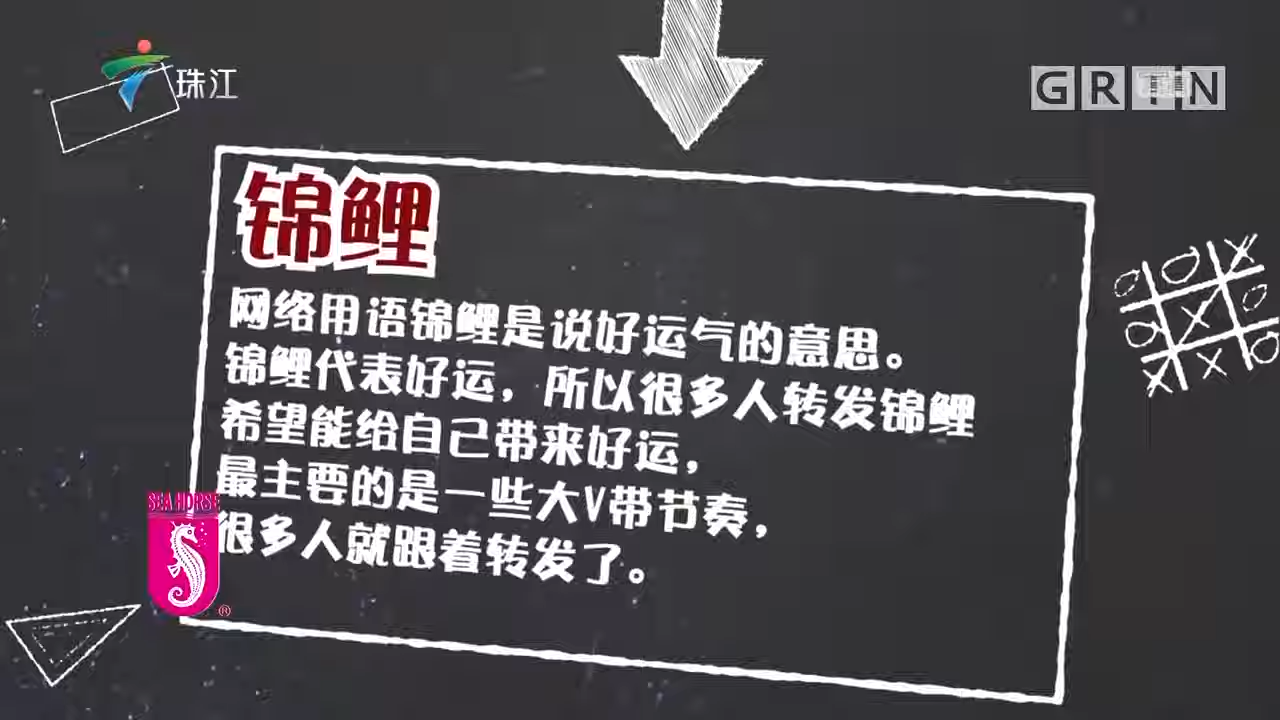 珠江
GRTN
锦鲤
网络用语锦鲤是说好运气的意思。
锦鲤代表好运，所以很多人转发锦鲤
希望能给自己带来好运，
最主要的是一些大V带节奏，
很多人就跟着转发了。
SEA HORSE
®